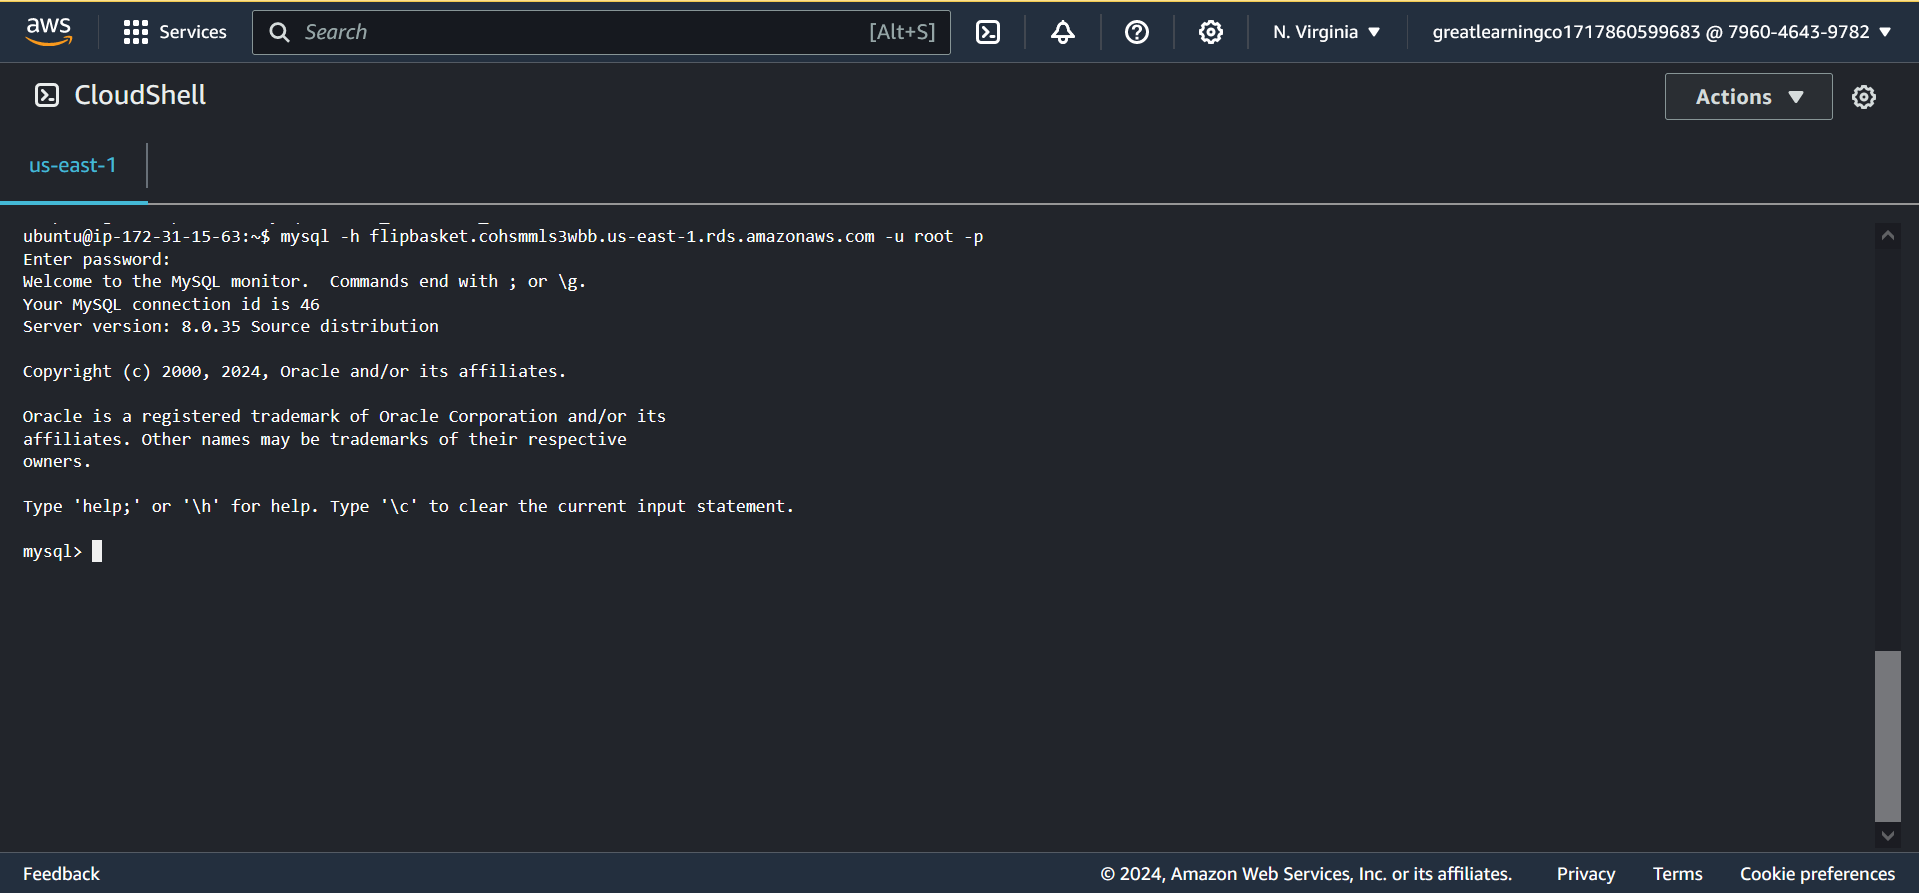 aws
Services
Search
[Alt+S]
N. Virginia
greatlearningco1717860599683 @ 7960-4643-9782
CloudShell
Actions
us-east-1
ubuntu@ip-172-31-15-63:~$ mysql -h flipbasket.cohsmmls3wbb.us-east-1.rds.amazonaws.com -u root -p
Enter password:
Welcome to the MySQL monitor.  Commands end with ; or \g.
Your MySQL connection id is 46
Server version: 8.0.35 Source distribution
Copyright (c) 2000, 2024, Oracle and/or its affiliates.
Oracle is a registered trademark of Oracle Corporation and/or its
affiliates. Other names may be trademarks of their respective
owners.
Type 'help;' or '\h' for help. Type '\c' to clear the current input statement.
mysql>
Feedback
© 2024, Amazon Web Services, Inc. or its affiliates.
Privacy
Terms
Cookie preferences